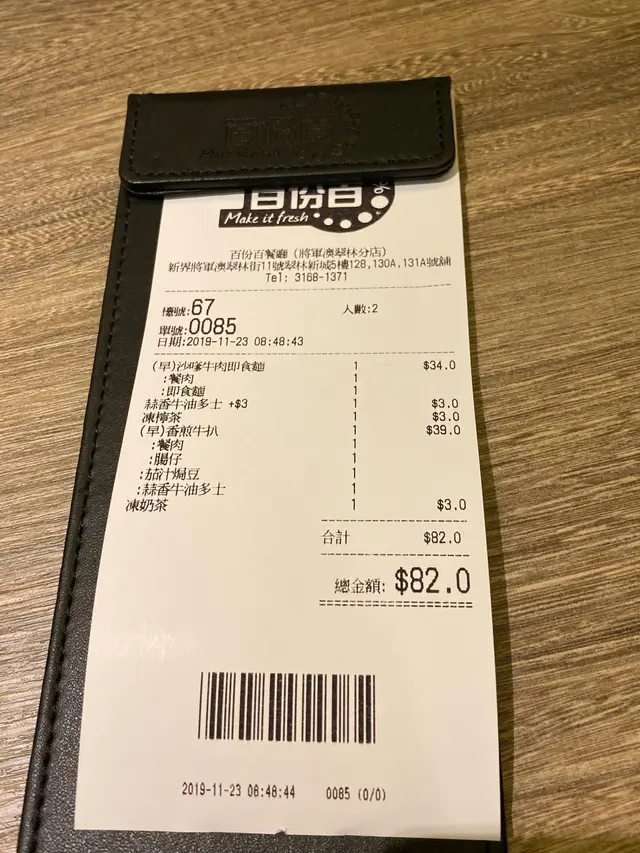 百份百
%
Make it fresh
百份百餐廳(將軍澳翠林分店)
新界將軍澳翠林街11號翠林新城5樓128,130A,131A號舖
Tel: 3168-1371
檯號:67 人數:2
單號:0085
日期:2019-11-23 08:48:43
(早)沙嗲牛肉即食麵 1 $34.0
:餐肉 1
:即食麵 1
蒜香牛油多士 +$3 1 $3.0
凍檸茶 1 $3.0
(早)香煎牛扒 1 $39.0
:餐肉 1
:腸仔 1
:茄汁焗豆 1
:蒜香牛油多士 1
凍奶茶 1 $3.0
合計 $82.0
總金額: $82.0
2019-11-23 08:48:44 0085 (0/0)